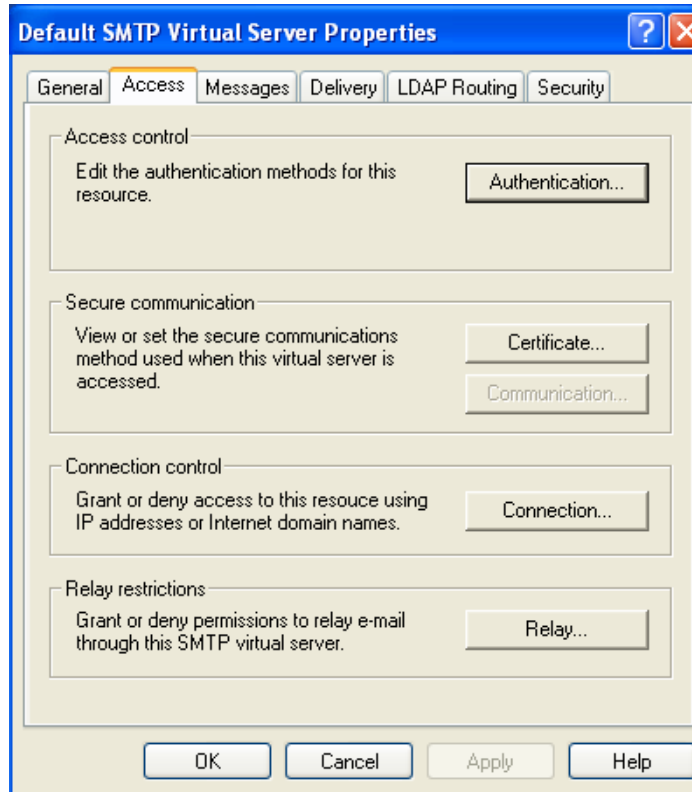 Default SMTP Virtual Server Properties
General Access Messages Delivery LDAP Routing Security
Access control
Edit the authentication methods for this
resource.
Authentication...
Secure communication
View or set the secure communications
method used when this virtual server is
accessed.
Certificate...
Communication...
Connection control
Grant or deny access to this resouce using
IP addresses or Internet domain names.
Connection...
Relay restrictions
Grant or deny permissions to relay e-mail
through this SMTP virtual server.
Relay...
OK Cancel Apply Help